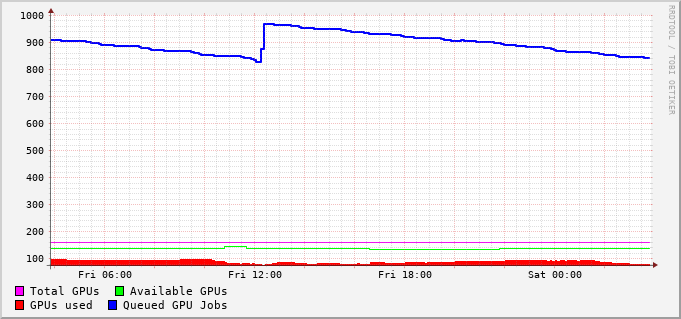 1000
900
800
700
600
500
400
300
200
100
Fri 06:00 Fri 12:00 Fri 18:00 Sat 00:00
Total GPUs Available GPUs
GPUs used Queued GPU Jobs
RRDTOOL / TOBI OETIKER